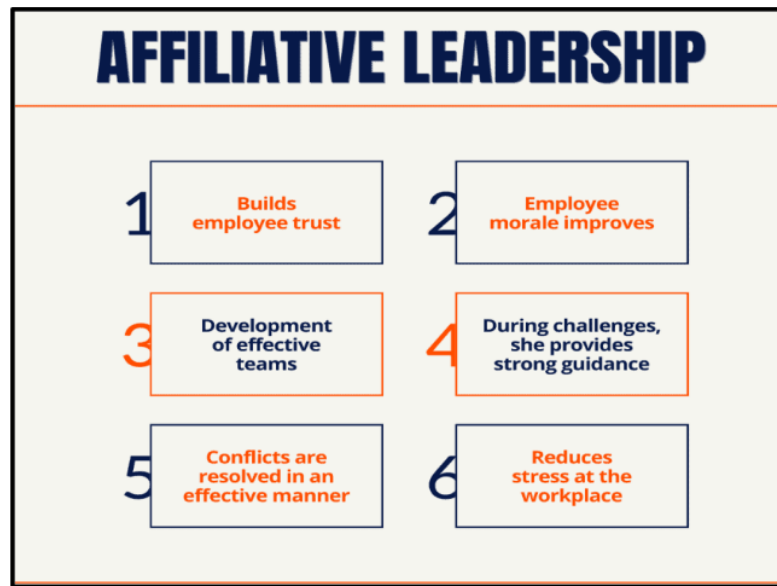 AFFILIATIVE LEADERSHIP
1
Builds
employee trust
2
Employee
morale improves
3
Development
of effective
teams
4
During challenges,
she provides
strong guidance
5
Conflicts are
resolved in an
effective manner
6
Reduces
stress at the
workplace